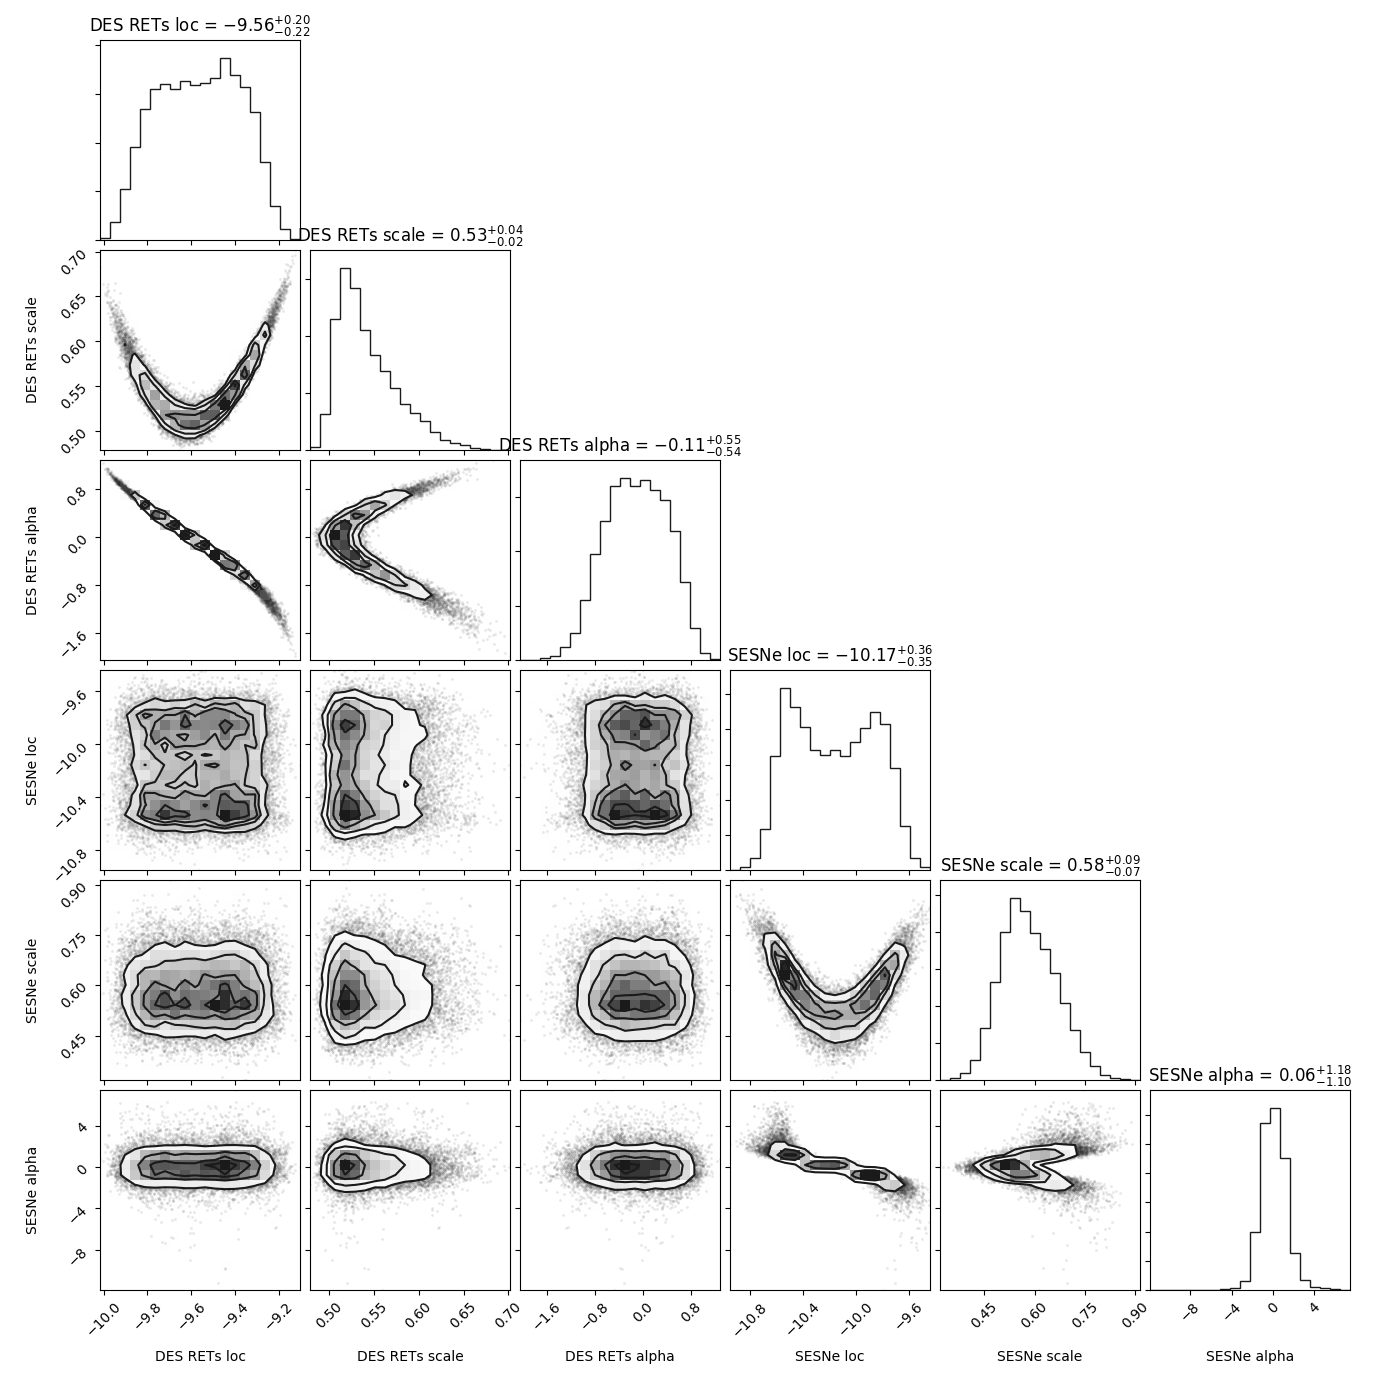 DES RETs loc = −9.56+0.20−0.22
DES RETs scale = 0.53+0.04−0.02
0.70
0.65
0.60
0.55
0.50
DES RETs scale
DES RETs alpha = −0.11+0.55−0.54
0.8
0.0
−0.8
−1.6
DES RETs alpha
SESNe loc = −10.17+0.36−0.35
−9.6
−10.0
−10.4
−10.8
SESNe loc
SESNe scale = 0.58+0.09−0.07
0.90
0.75
0.60
0.45
SESNe scale
SESNe alpha = 0.06+1.18−1.10
4
0
−4
−8
SESNe alpha
−10.0 −9.8 −9.6 −9.4 −9.2
0.50 0.55 0.60 0.65 0.70
−1.6 −0.8 0.0 0.8
−10.8 −10.4 −10.0 −9.6
0.45 0.60 0.75 0.90
−8 −4 0 4
DES RETs loc
DES RETs scale
DES RETs alpha
SESNe loc
SESNe scale
SESNe alpha